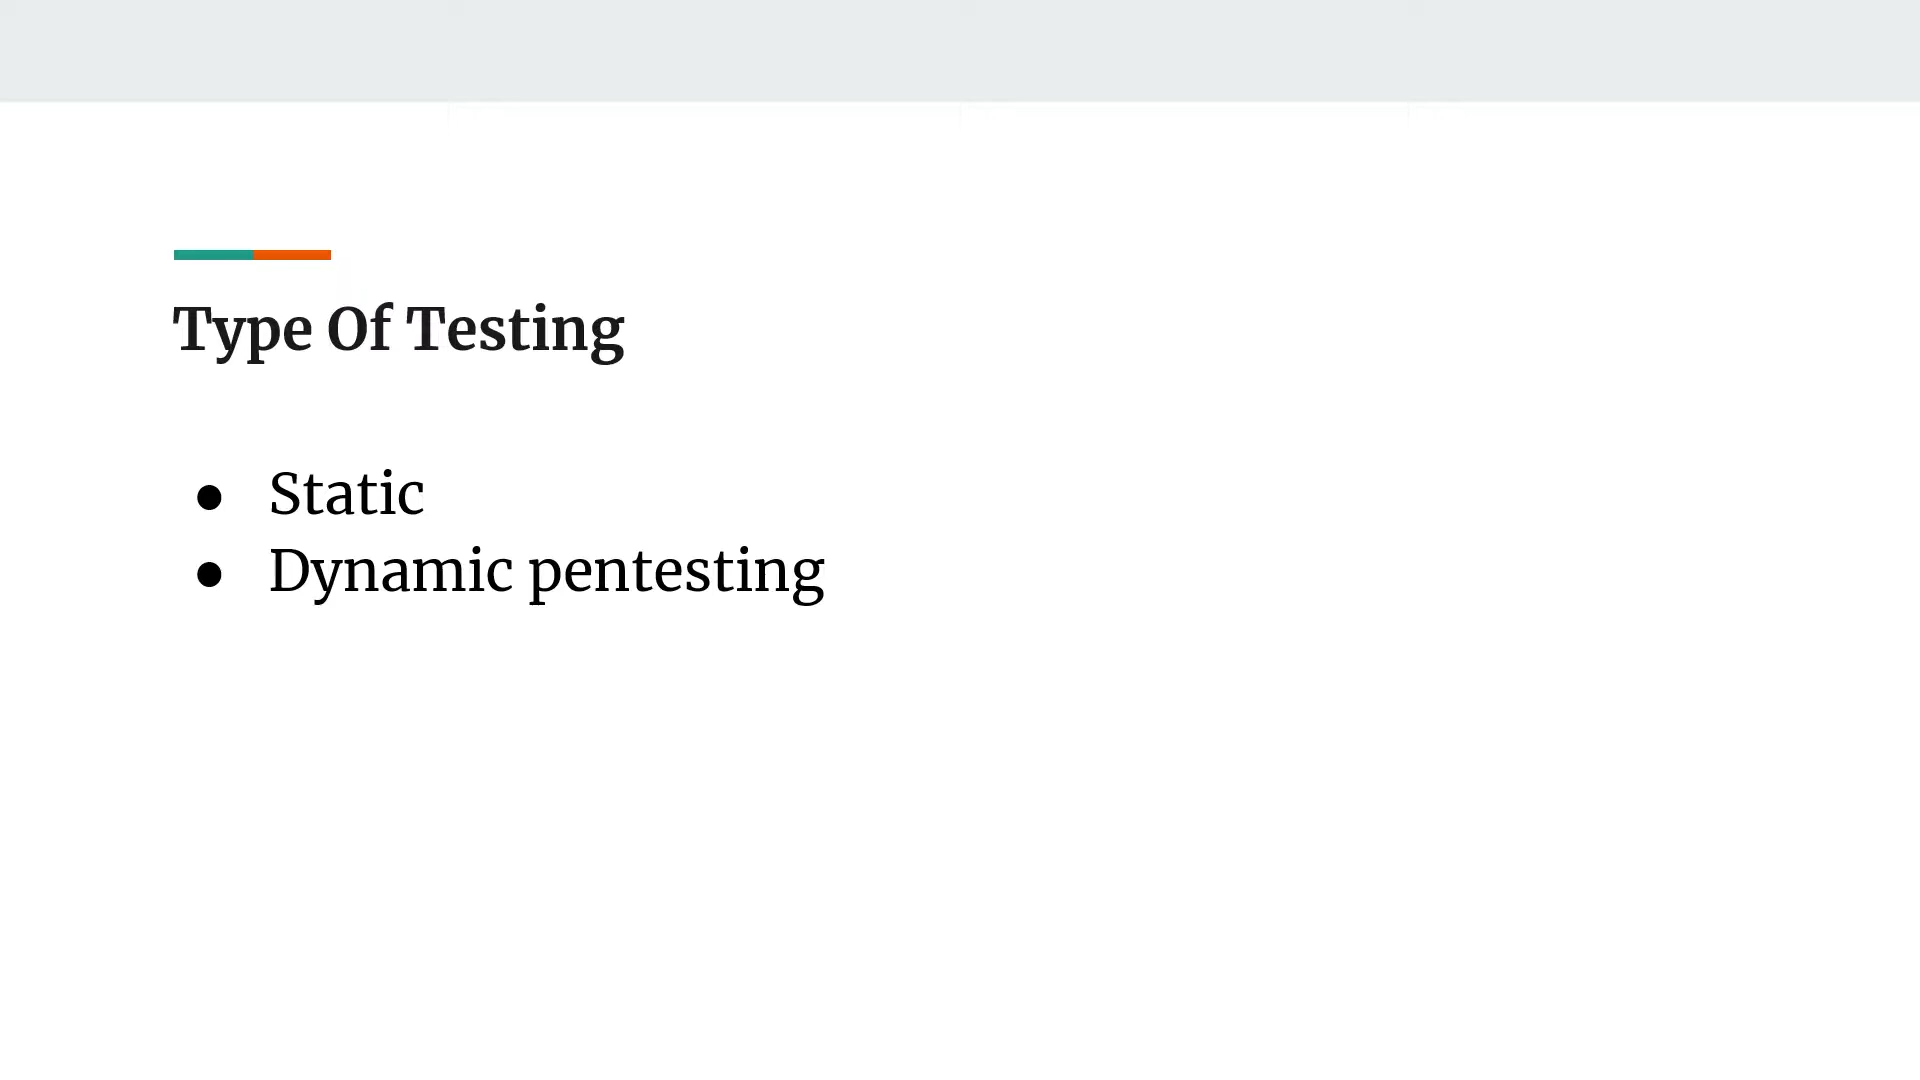 Type Of Testing
● Static
● Dynamic pentesting